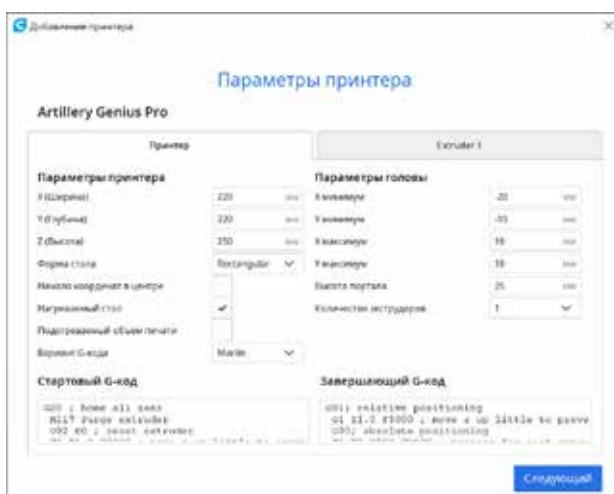 Добавление принтера
Параметры принтера
Artillery Genius Pro
Принтер
Extruder 1
Параметры принтера
X (Ширина) 220 mm
Y (Глубина) 220 mm
Z (Высота) 250 mm
Форма стола Rectangular
Начало координат в центре
Нагреваемый стол
Подогреваемый объем печати
Вариант G-кода Marlin
Параметры головы
X минимум -20 mm
Y минимум -10 mm
X максимум 10 mm
Y максимум 10 mm
Высота портала 25 mm
Количество экструдеров 1
Стартовый G-код
G28 ; home all axes
M117 Purge extruder
G92 E0 ; reset extruder
Завершающий G-код
G91; relative positioning
G1 Z1.0 F3000 ; move z up little to preve
G90; absolute positioning
Следующий